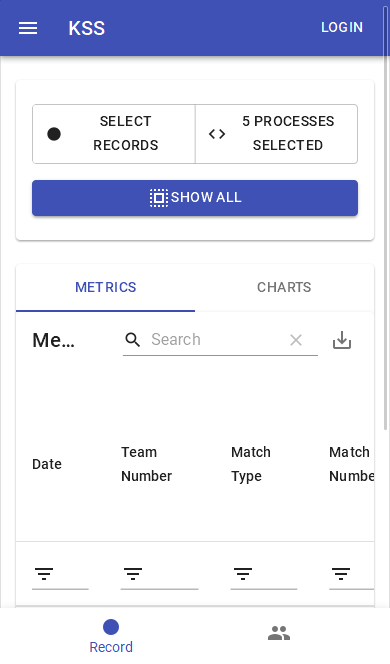 KSS
LOGIN
SELECT
RECORDS
5 PROCESSES
SELECTED
SHOW ALL
METRICS
CHARTS
Me...
Search
Date
Team
Number
Match
Type
Match
Numbe
Record